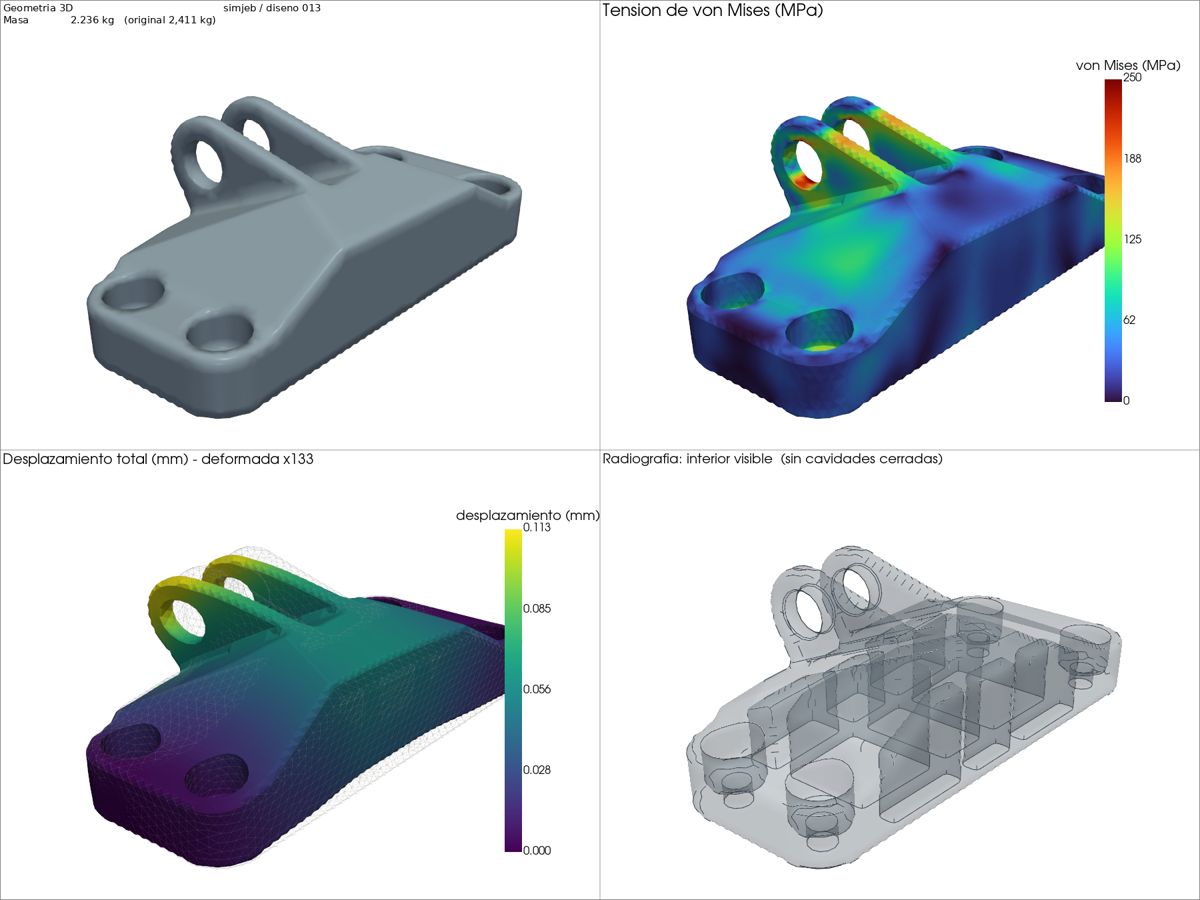 Geometria 3D simjeb / diseno 013
Masa 2.236 kg (original 2,411 kg)
Tension de von Mises (MPa)
von Mises (MPa)
250
188
125
62
0
Desplazamiento total (mm) - deformada x133
desplazamiento (mm)
0.113
0.085
0.056
0.028
0.000
Radiografia: interior visible (sin cavidades cerradas)